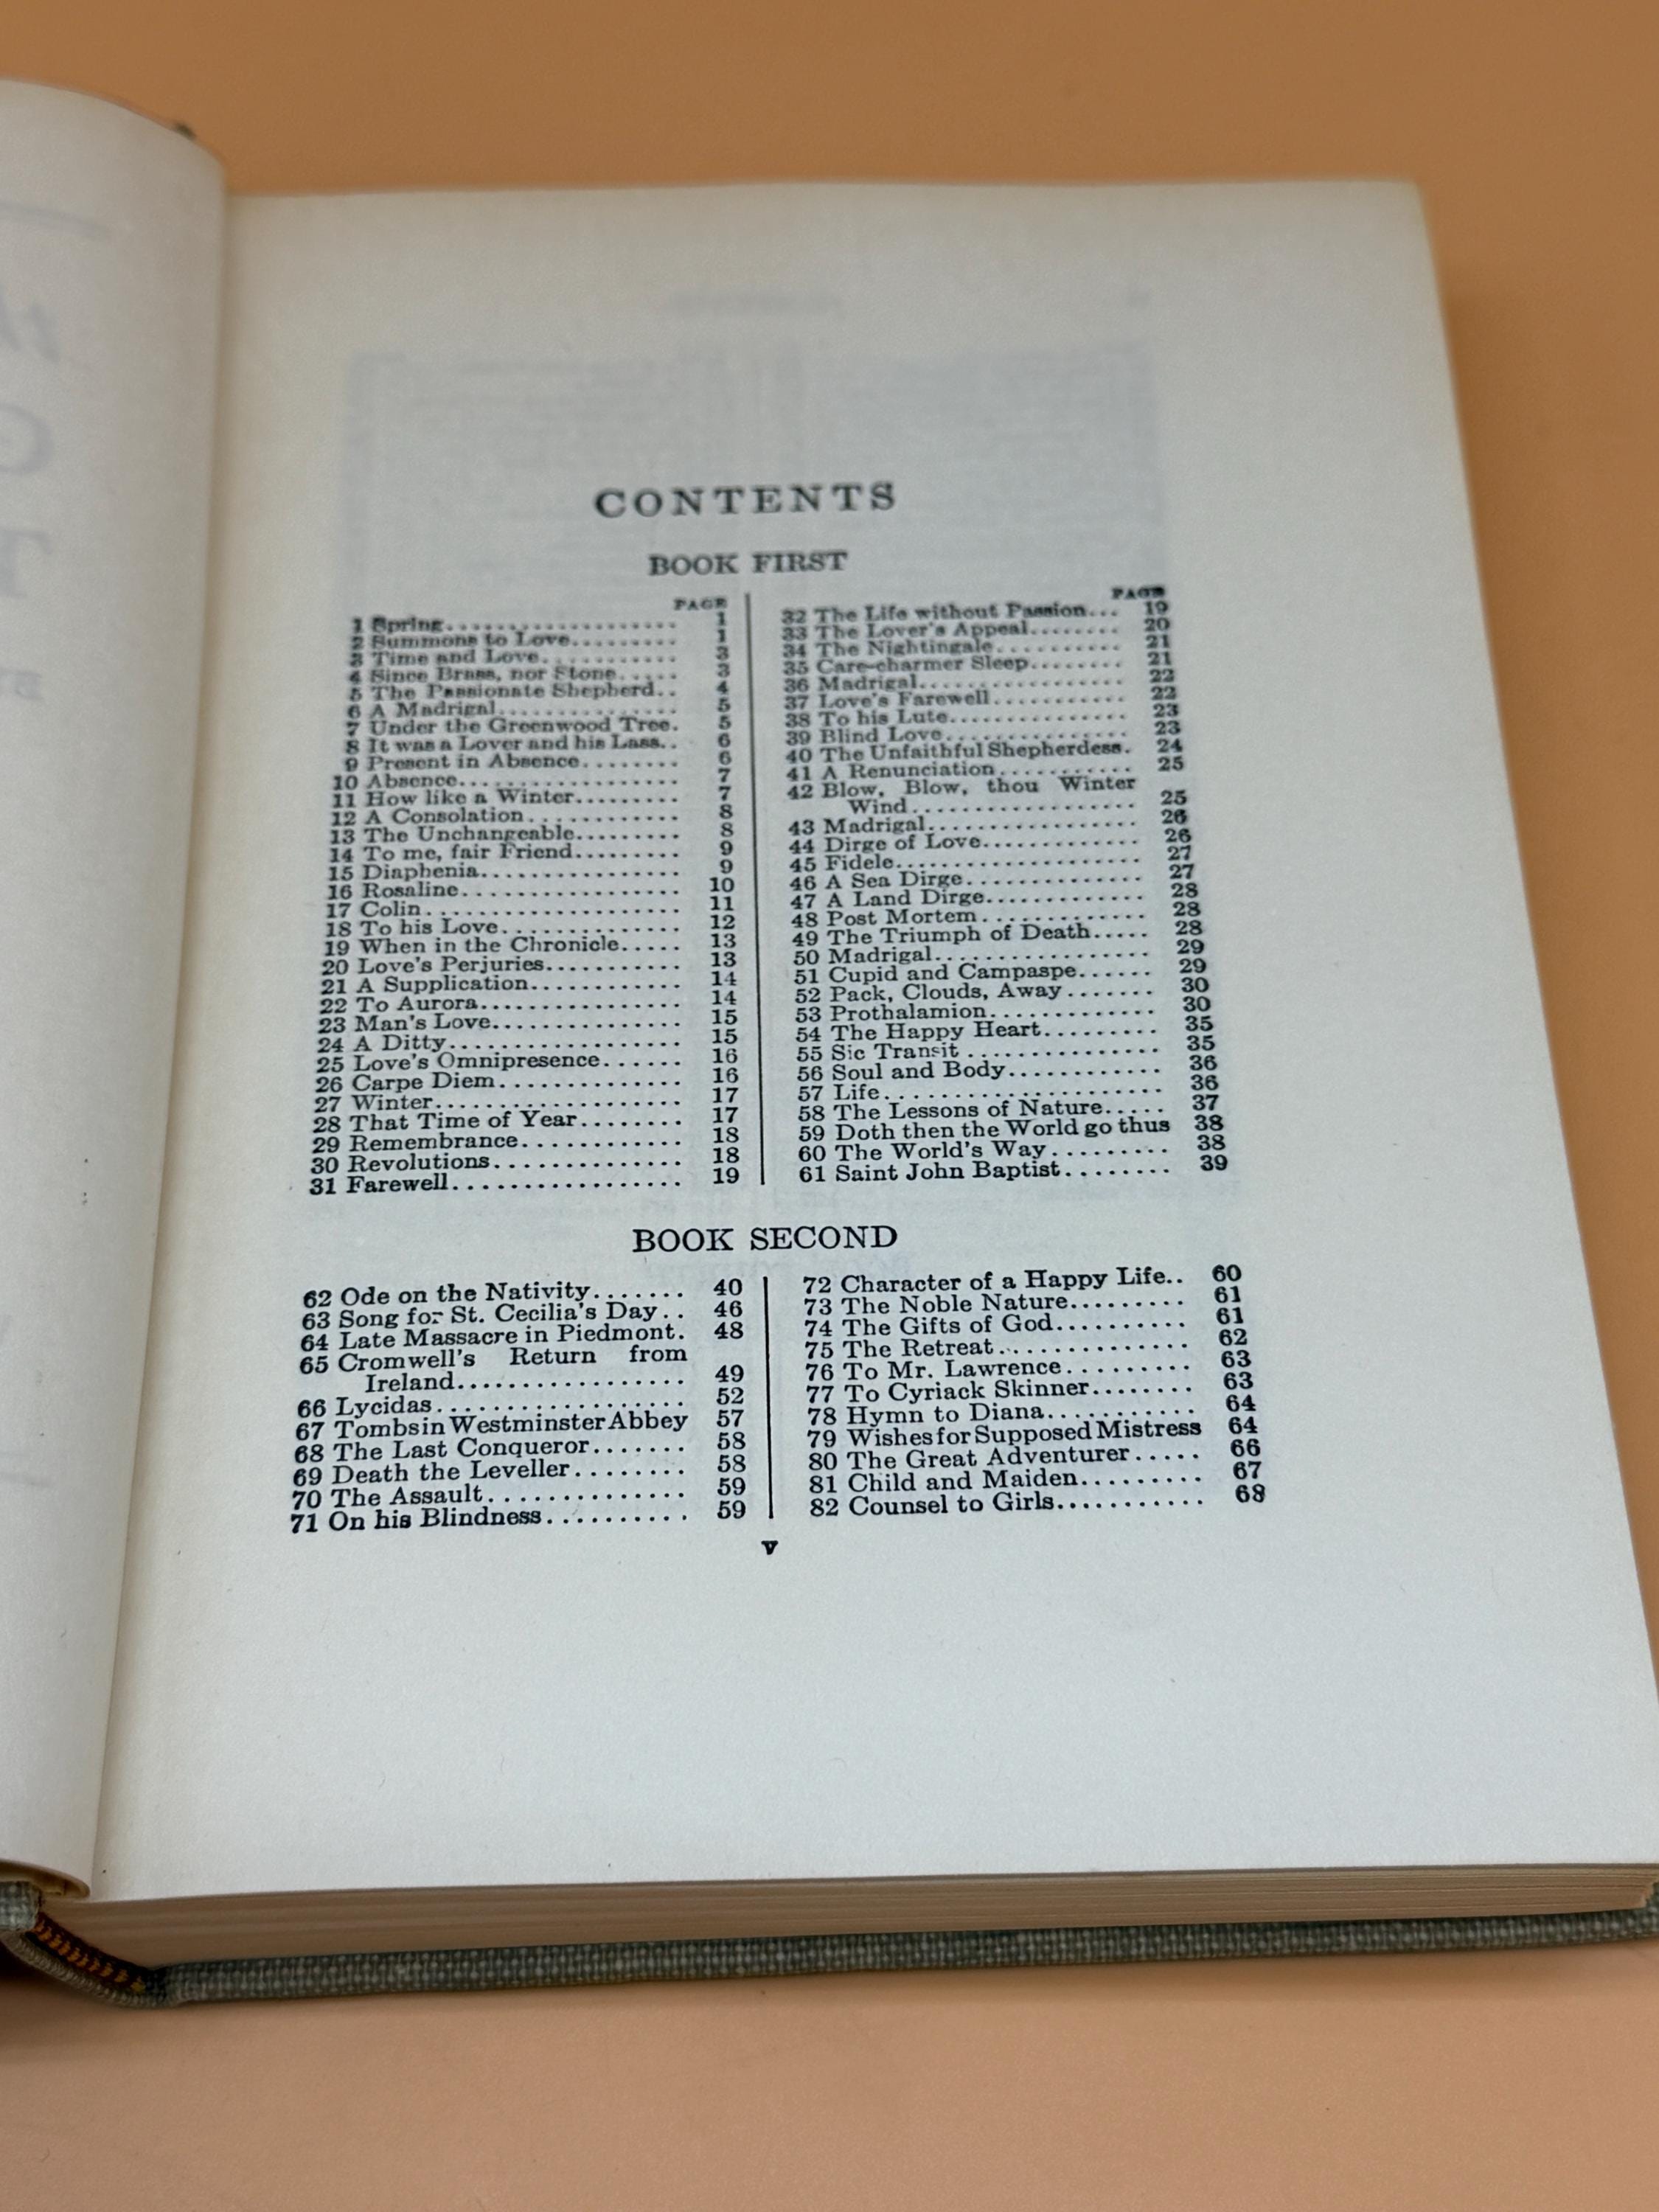 CONTENTS
BOOK FIRST
PAGE
1 Spring.................... 1
2 Summons to Love......... 1
3 Time and Love............ 3
4 Since Brass, nor Stone..... 3
5 The Passionate Shepherd.. 4
6 A Madrigal............... 5
7 Under the Greenwood Tree. 5
8 It was a Lover and his Lass.. 6
9 Present in Absence........ 6
10 Absence................... 7
11 How like a Winter......... 7
12 A Consolation............ 8
13 The Unchangeable......... 8
14 To me, fair Friend......... 9
15 Diaphenia................. 9
16 Rosaline.................. 10
17 Colin..................... 11
18 To his Love............... 12
19 When in the Chronicle..... 13
20 Love's Perjuries........... 13
21 A Supplication............ 14
22 To Aurora................. 14
23 Man's Love................ 15
24 A Ditty................... 15
25 Love's Omnipresence...... 16
26 Carpe Diem............... 16
27 Winter.................... 17
28 That Time of Year........ 17
29 Remembrance............. 18
30 Revolutions............... 18
31 Farewell.................. 19
PAGE
32 The Life without Passion... 19
33 The Lover's Appeal........ 20
34 The Nightingale........... 21
35 Care-charmer Sleep........ 21
36 Madrigal.................. 22
37 Love's Farewell........... 22
38 To his Lute............... 23
39 Blind Love................ 23
40 The Unfaithful Shepherdess. 24
41 A Renunciation........... 25
42 Blow, Blow, thou Winter
Wind................... 25
43 Madrigal.................. 26
44 Dirge of Love............. 26
45 Fidele..................... 27
46 A Sea Dirge............... 27
47 A Land Dirge............. 28
48 Post Mortem............. 28
49 The Triumph of Death..... 28
50 Madrigal.................. 29
51 Cupid and Campaspe...... 29
52 Pack, Clouds, Away....... 30
53 Prothalamion............. 30
54 The Happy Heart......... 35
55 Sic Transit ............... 35
56 Soul and Body............ 36
57 Life...................... 36
58 The Lessons of Nature..... 37
59 Doth then the World go thus 38
60 The World's Way......... 38
61 Saint John Baptist........ 39
BOOK SECOND
62 Ode on the Nativity....... 40
63 Song for St. Cecilia's Day.. 46
64 Late Massacre in Piedmont. 48
65 Cromwell's Return from
Ireland................. 49
66 Lycidas................... 52
67 Tombs in Westminster Abbey 57
68 The Last Conqueror....... 58
69 Death the Leveller........ 58
70 The Assault............... 59
71 On his Blindness.......... 59
72 Character of a Happy Life.. 60
73 The Noble Nature......... 61
74 The Gifts of God.......... 61
75 The Retreat............... 62
76 To Mr. Lawrence......... 63
77 To Cyriack Skinner........ 63
78 Hymn to Diana........... 64
79 Wishes for Supposed Mistress 64
80 The Great Adventurer..... 66
81 Child and Maiden......... 67
82 Counsel to Girls........... 68
v